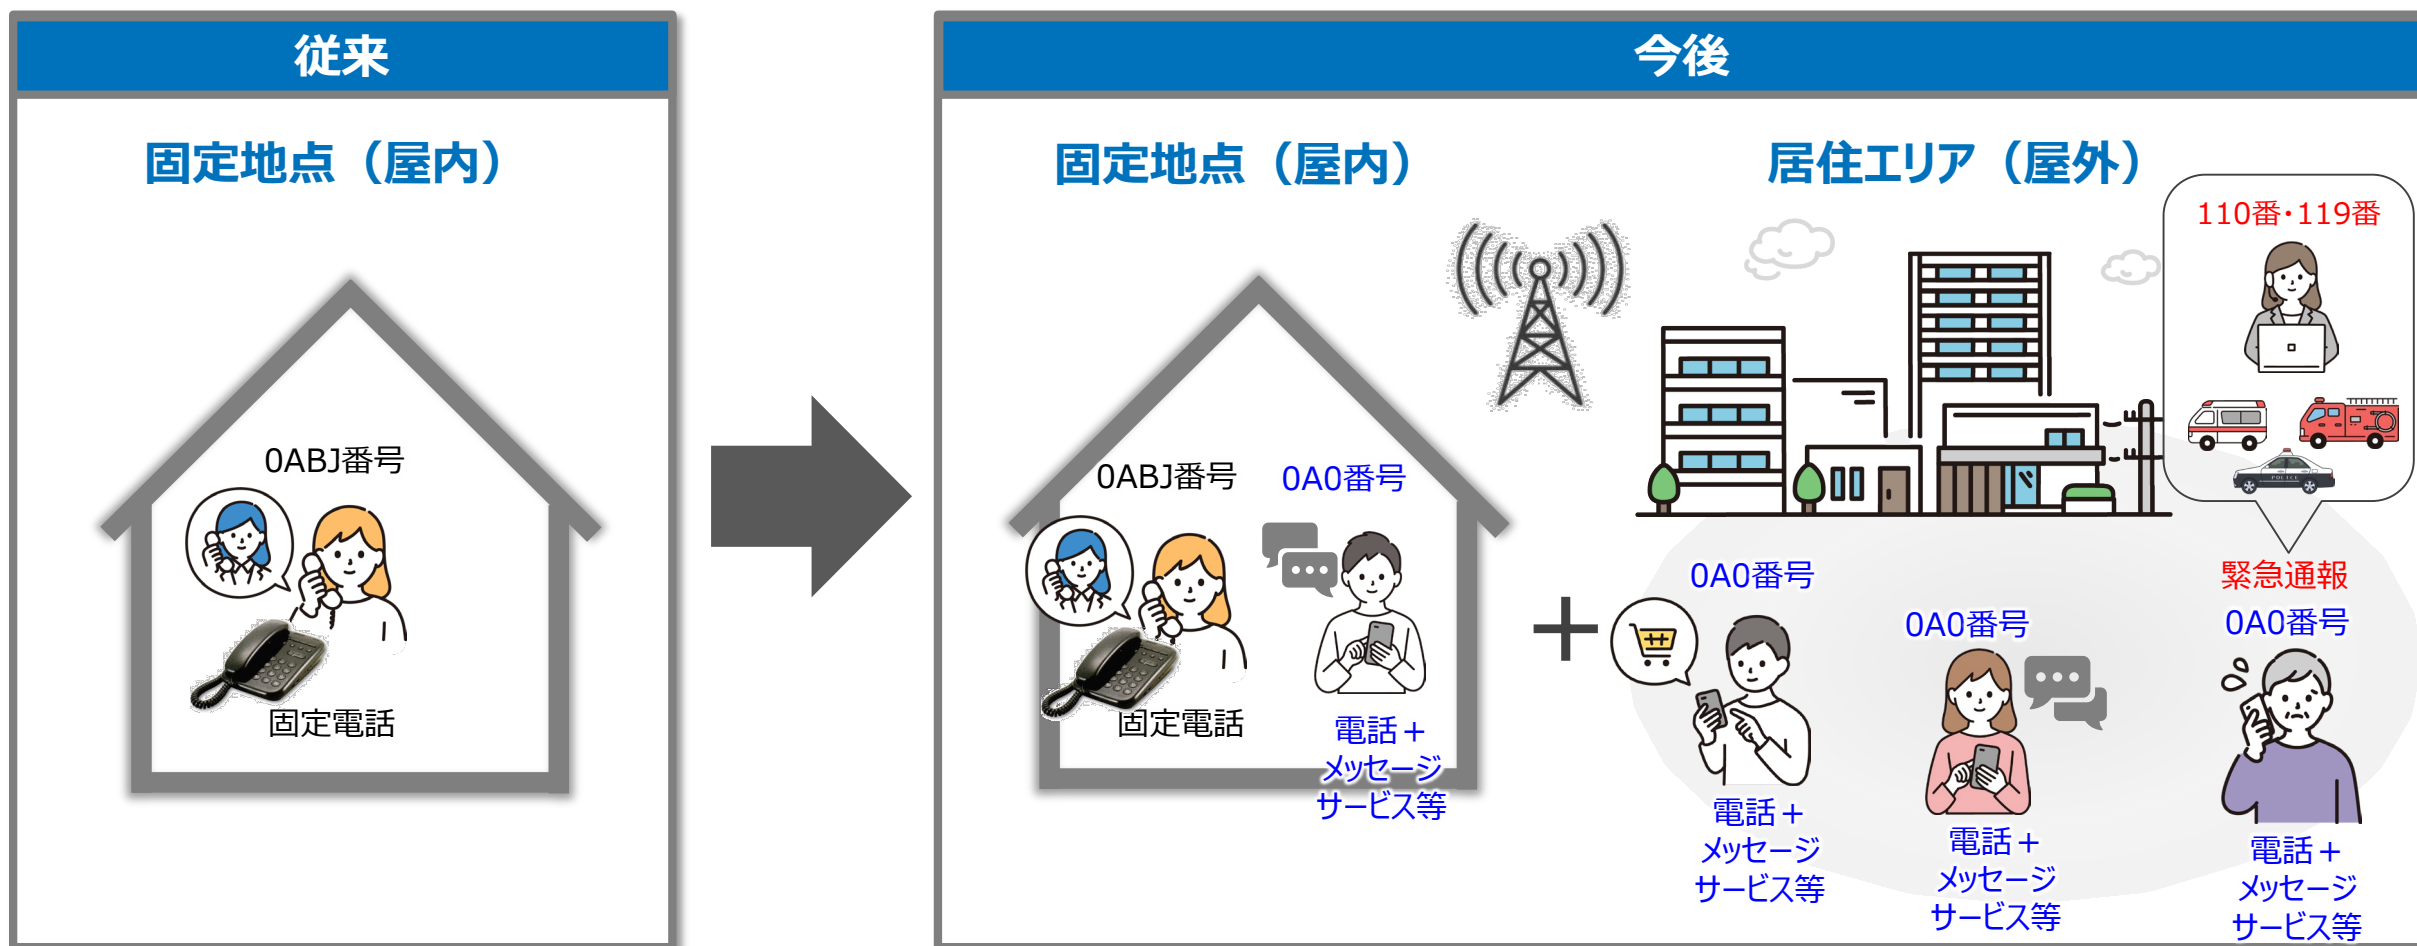 従来
固定地点（屋内）
0ABJ番号
固定電話
今後
固定地点（屋内）
0ABJ番号
0A0番号
固定電話
電話＋
メッセージ
サービス等
居住エリア（屋外）
110番・119番
POLICE
緊急通報
0A0番号
電話＋
メッセージ
サービス等
0A0番号
電話＋
メッセージ
サービス等
0A0番号
電話＋
メッセージ
サービス等